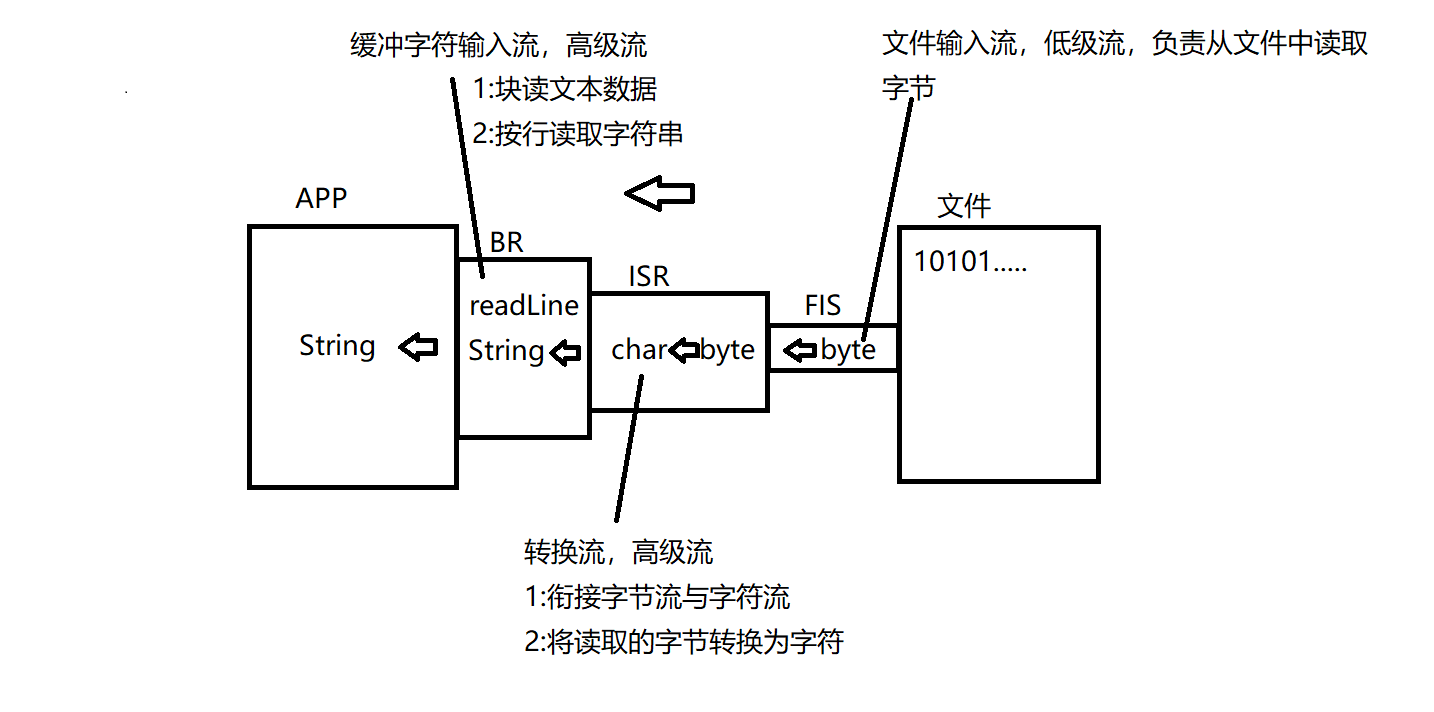 缓冲字符输入流，高级流
1:块读文本数据
2:按行读取字符串
文件输入流，低级流，负责从文件中读取
字节
APP
String
BR
readLine
String
ISR
char
byte
FIS
byte
文件
10101.....
转换流，高级流
1:衔接字节流与字符流
2:将读取的字节转换为字符